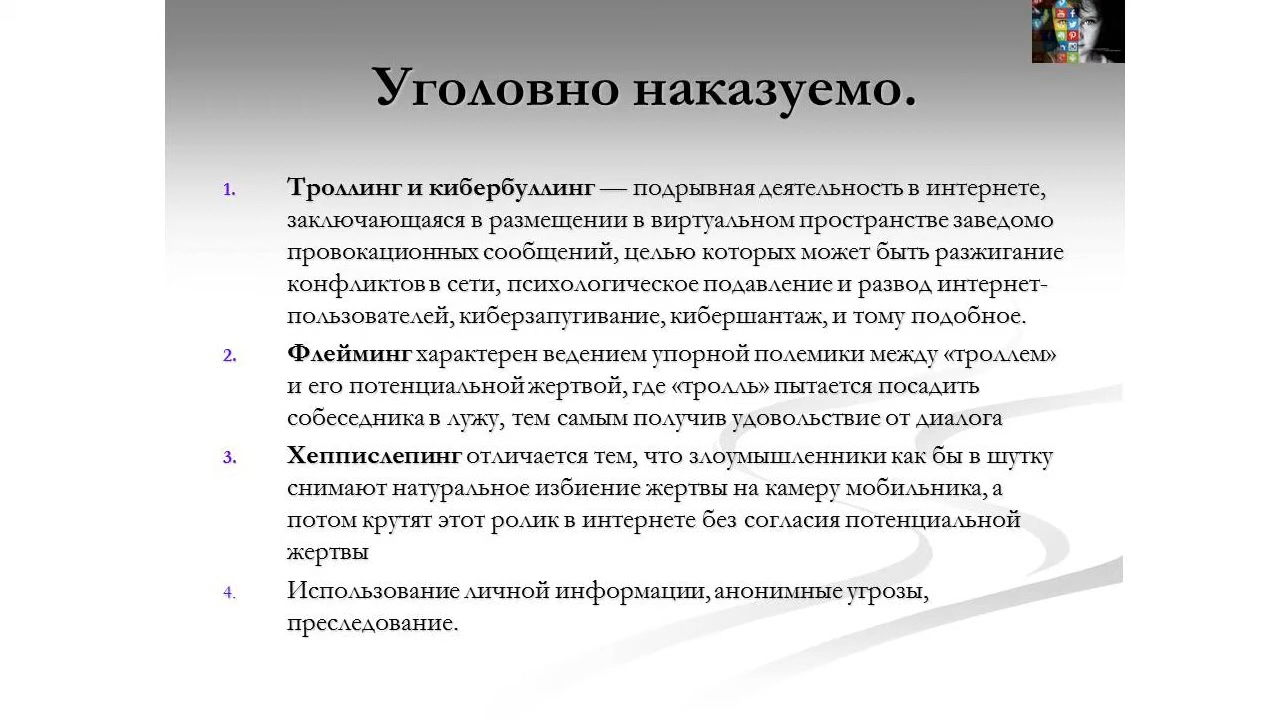 Уголовно наказуемо.
1. Троллинг и кибербуллинг — подрывная деятельность в интернете,
заключающаяся в размещении в виртуальном пространстве заведомо
провокационных сообщений, целью которых может быть разжигание
конфликтов в сети, психологическое подавление и развод интернет-
пользователей, киберзапугивание, кибершантаж, и тому подобное.
2. Флейминг характерен ведением упорной полемики между «троллем»
и его потенциальной жертвой, где «тролль» пытается посадить
собеседника в лужу, тем самым получив удовольствие от диалога
3. Хеппислепинг отличается тем, что злоумышленники как бы в шутку
снимают натуральное избиение жертвы на камеру мобильника, а
потом крутят этот ролик в интернете без согласия потенциальной
жертвы
4. Использование личной информации, анонимные угрозы,
преследование.